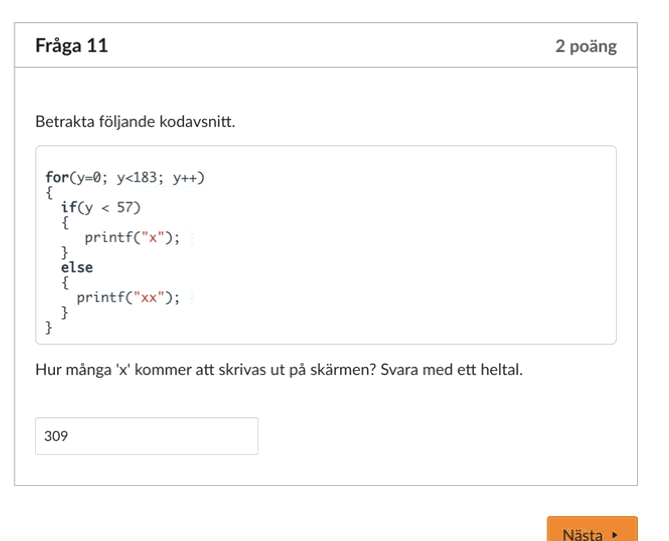 Fråga 11
2 poäng
Betrakta följande kodavsnitt.
for(y=0; y<183; y++)
{
if(y < 57)
{
printf("x");
}
else
{
printf("xx");
}
}
Hur många 'x' kommer att skrivas ut på skärmen? Svara med ett heltal.
309
Nästa ▸